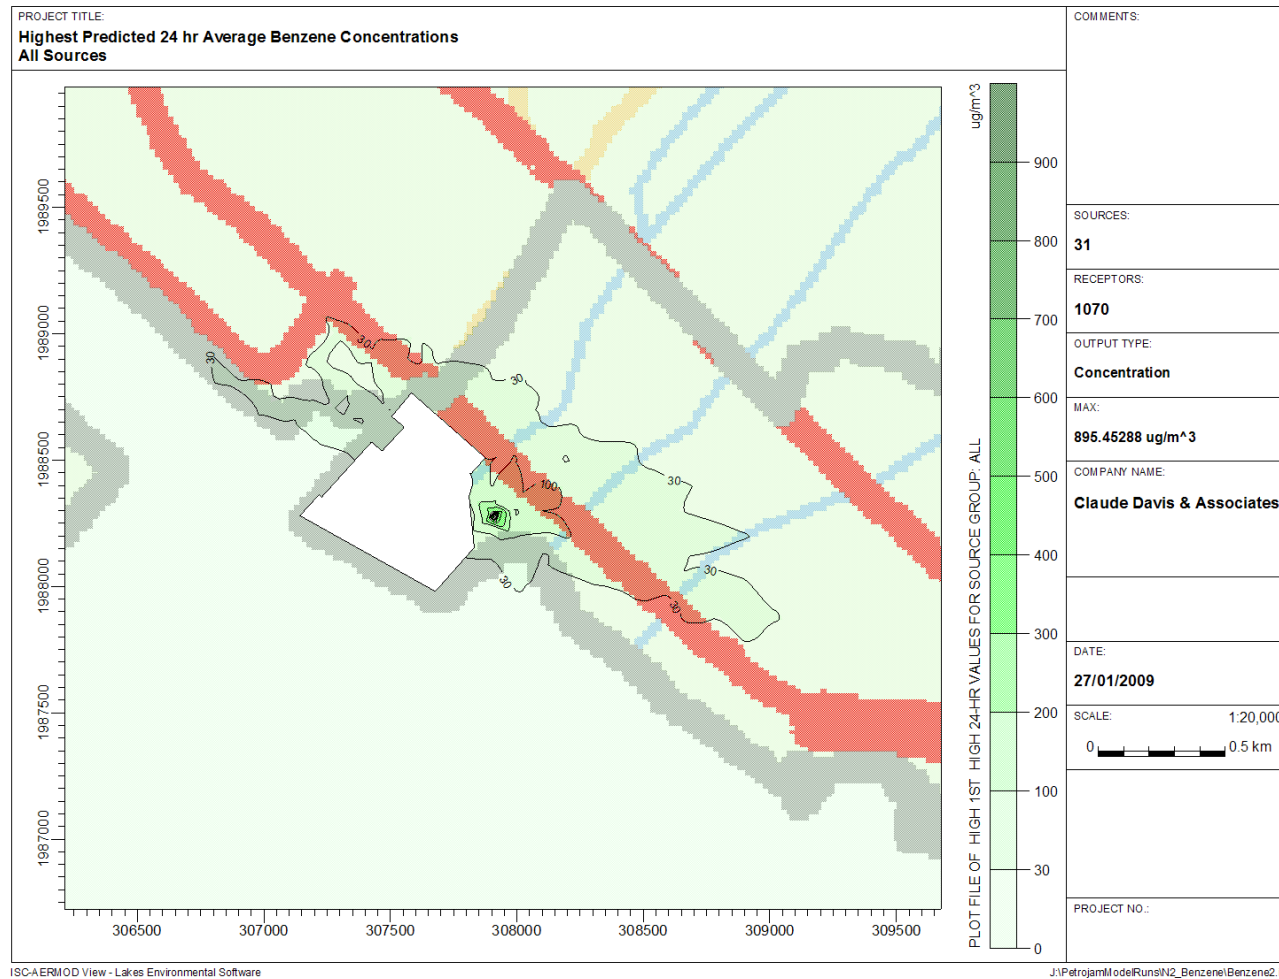 PROJECT TITLE:
Highest Predicted 24 hr Average Benzene Concentrations
All Sources
COMMENTS:
SOURCES:
31
RECEPTORS:
1070
OUTPUT TYPE:
Concentration
MAX:
895.45288 ug/m^3
COMPANY NAME:
Claude Davis & Associates
DATE:
27/01/2009
SCALE:
1:20,000
0
0.5 km
PROJECT NO.:
1989500
1989000
1988500
1988000
1987500
1987000
306500
307000
307500
308000
308500
309000
309500
30
30
30
100
30
30
30
30
PLOT FILE OF HIGH 1ST HIGH 24-HR VALUES FOR SOURCE GROUP: ALL
ug/m^3
900
800
700
600
500
400
300
200
100
30
0
ISC-AERMOD View - Lakes Environmental Software
J:\PetrojamModelRuns\N2_Benzene\Benzene2.